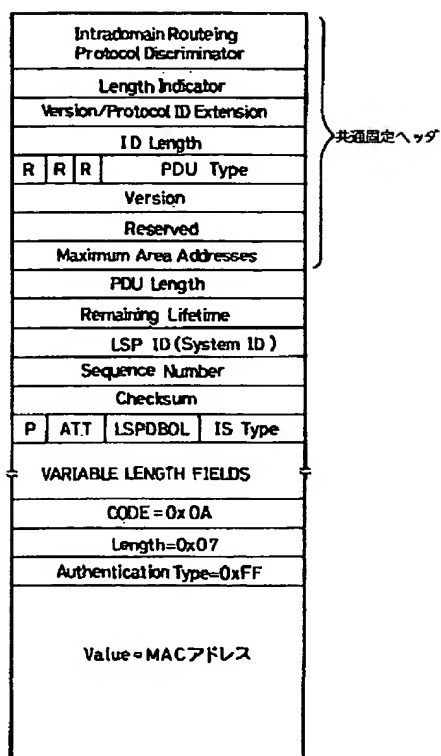 Intradomain Routeing
Protocol Discriminator
Length Indicator
Version/Protocol ID Extension
ID Length
R R R PDU Type
Version
Reserved
Maximum Area Addresses
共通固定ヘッダ
PDU Length
Remaining Lifetime
LSP ID(System ID)
Sequence Number
Checksum
P ATT LSPDBOL IS Type
VARIABLE LENGTH FIELDS
CODE=0x0A
Length=0x07
Authentication Type=0xFF
Value=MACアドレス